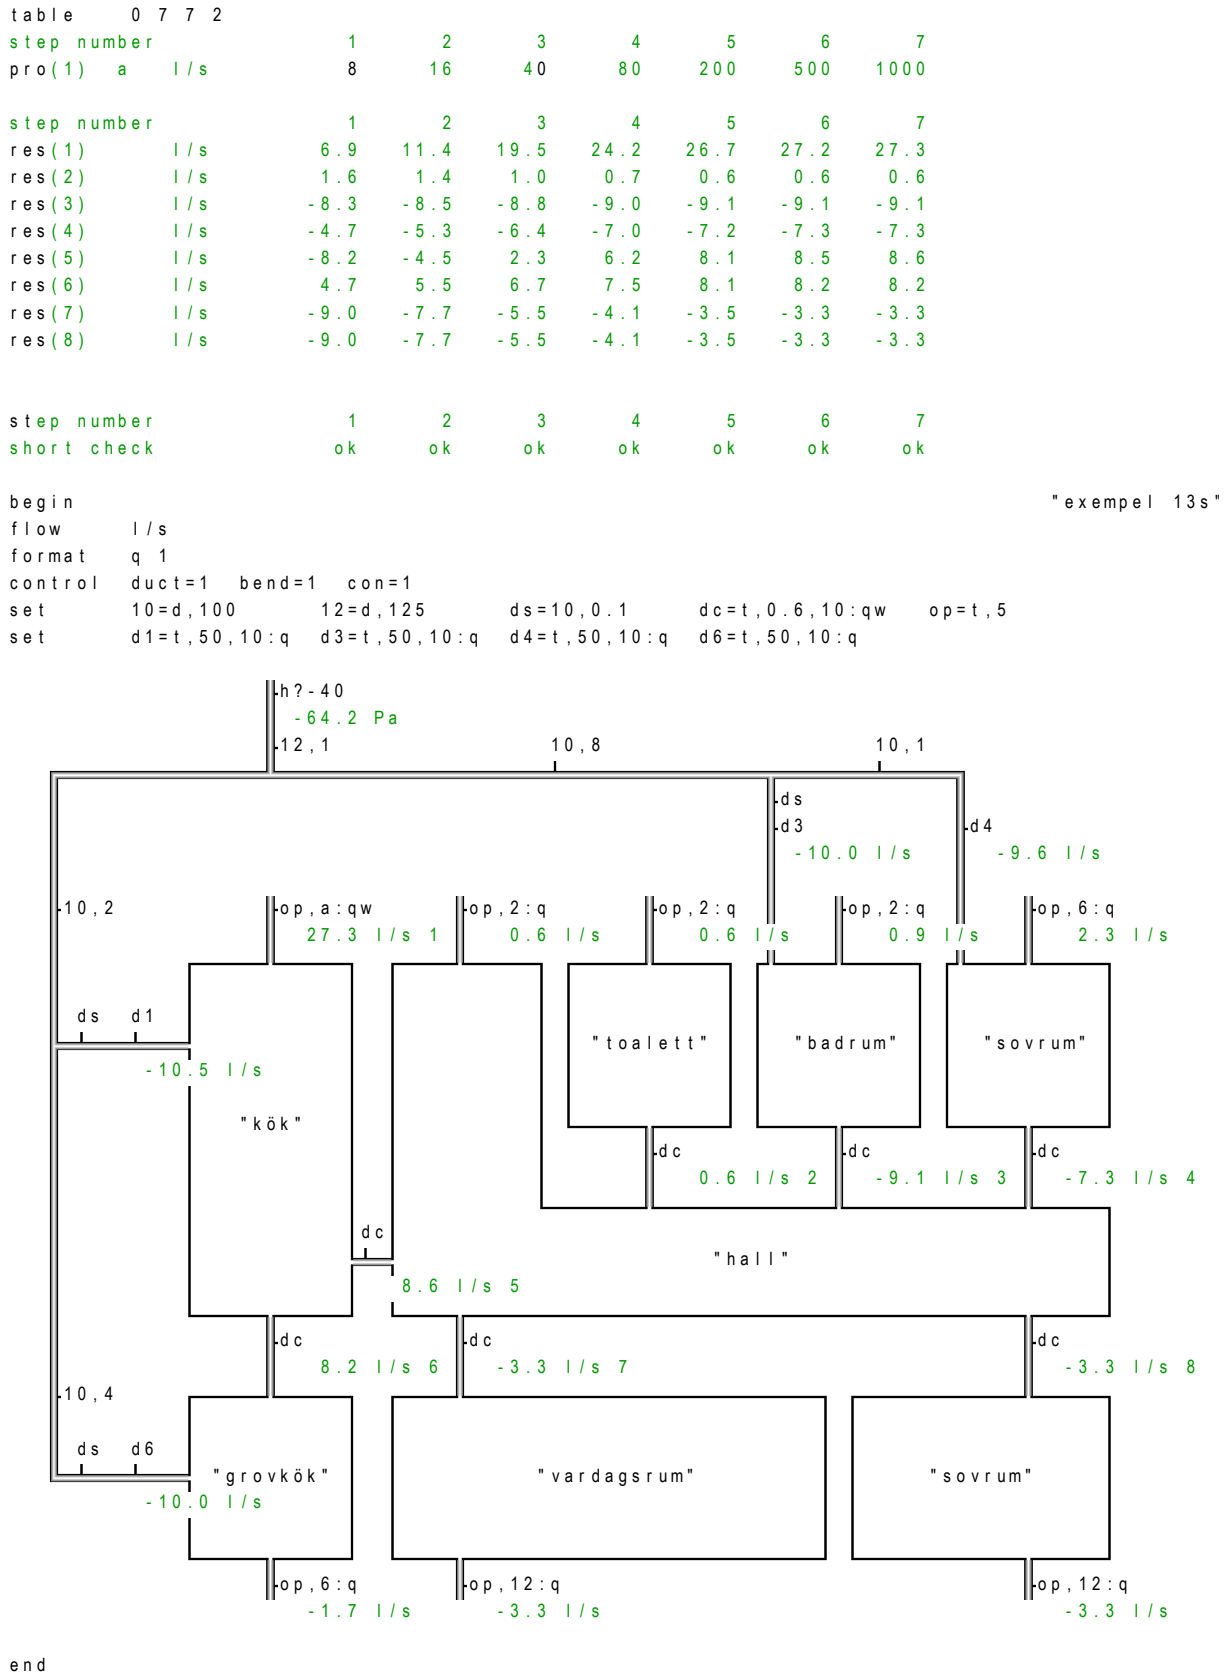 table 0 7 7 2
step number 1 2 3 4 5 6 7
pro(1) a l/s 8 16 40 80 200 500 1000
step number 1 2 3 4 5 6 7
res(1) l/s 6.9 11.4 19.5 24.2 26.7 27.2 27.3
res(2) l/s 1.6 1.4 1.0 0.7 0.6 0.6 0.6
res(3) l/s -8.3 -8.5 -8.8 -9.0 -9.1 -9.1 -9.1
res(4) l/s -4.7 -5.3 -6.4 -7.0 -7.2 -7.3 -7.3
res(5) l/s -8.2 -4.5 2.3 6.2 8.1 8.5 8.6
res(6) l/s 4.7 5.5 6.7 7.5 8.1 8.2 8.2
res(7) l/s -9.0 -7.7 -5.5 -4.1 -3.5 -3.3 -3.3
res(8) l/s -9.0 -7.7 -5.5 -4.1 -3.5 -3.3 -3.3
step number 1 2 3 4 5 6 7
short check ok ok ok ok ok ok ok
begin "exempel 13s"
flow l/s
format q 1
control duct=1 bend=1 con=1
set 10=d,100 12=d,125 ds=10,0.1 dc=t,0.6,10:qw op=t,5
set d1=t,50,10:q d3=t,50,10:q d4=t,50,10:q d6=t,50,10:q
h?-40
-64.2 Pa
12,1 10,8 10,1
ds
d3 d4
-10.0 l/s -9.6 l/s
10,2 op,a:qw op,2:q op,2:q op,2:q op,6:q
27.3 l/s 1 0.6 l/s 0.6 l/s 0.9 l/s 2.3 l/s
ds d1
"toalett" "badrum" "sovrum"
-10.5 l/s
"kök"
dc dc dc
0.6 l/s 2 -9.1 l/s 3 -7.3 l/s 4
dc
"hall"
8.6 l/s 5
dc dc dc
8.2 l/s 6 -3.3 l/s 7 -3.3 l/s 8
10,4
ds d6
"grovkök" "vardagsrum" "sovrum"
-10.0 l/s
op,6:q op,12:q op,12:q
-1.7 l/s -3.3 l/s -3.3 l/s
end